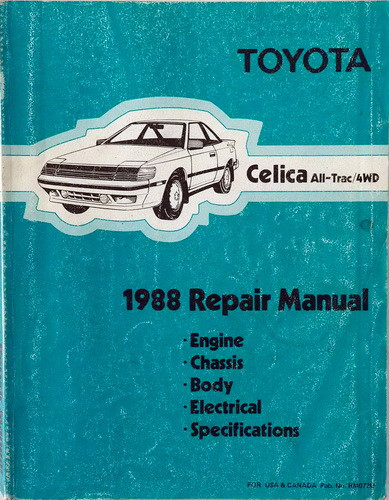 TOYOTA
Celica All-Trac/4WD
1988 Repair Manual
· Engine
· Chassis
· Body
· Electrical
· Specifications
FOR USA & CANADA Pub. No.